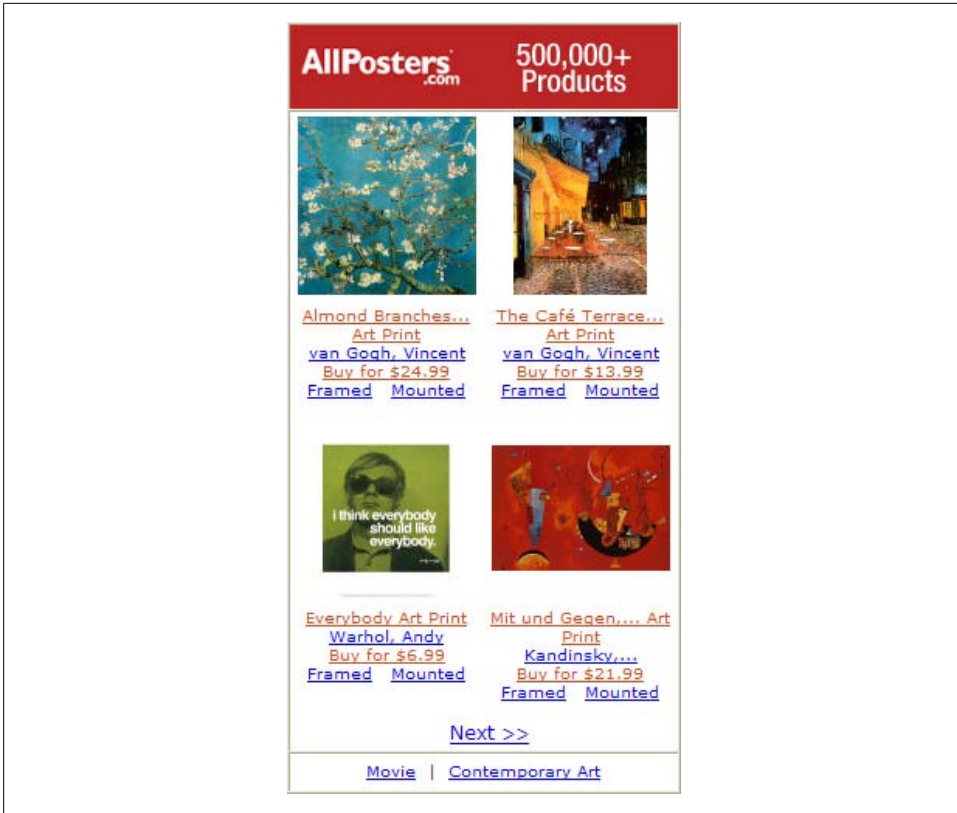 AllPosters
.com
500,000+
Products
Almond Branches...
Art Print
van Gogh, Vincent
Buy for $24.99
Framed Mounted
The Café Terrace...
Art Print
van Gogh, Vincent
Buy for $13.99
Framed Mounted
i think everybody
should like
everybody.
Everybody Art Print
Warhol, Andy
Buy for $6.99
Framed Mounted
Mit und Gegen,... Art
Print
Kandinsky,...
Buy for $21.99
Framed Mounted
Next >>
Movie | Contemporary Art